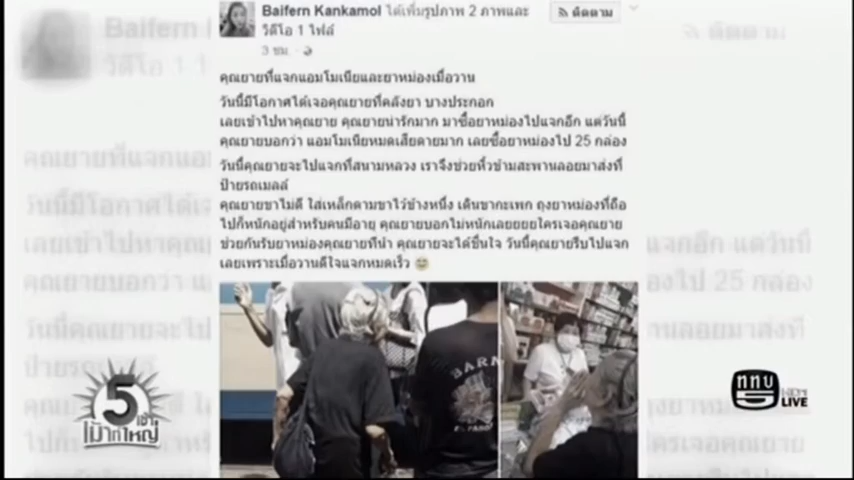 Baifern Kankamol ได้เพิ่มรูปภาพ 2 ภาพและ
วิดีโอ 1 ไฟล์
ติดตาม
3 ชม.
คุณยายที่แจกแอมโมเนียและยาหม่องเมื่อวาน
วันนี้มีโอกาสได้เจอคุณยายที่คลังยา บางประกอก
เลยเข้าไปหาคุณยาย คุณยายน่ารักมาก มาซื้อยาหม่องไปแจกอีก แต่วันนี้
คุณยายบอกว่า แอมโมเนียหมดเสียดายมาก เลยซื้อยาหม่องไป 25 กล่อง
วันนี้คุณยายจะไปแจกที่สนามหลวง เราจึงช่วยหิ้วข้ามสะพานลอยมาส่งที่
ป้ายรถเมลล์
คุณยายขาไม่ดี ใส่เหล็กดามขาไว้ข้างหนึ่ง เดินขากะเพก ถุงยาหม่องที่ถือ
ไปก็หนักอยู่สำหรับคนมีอายุ คุณยายบอกไม่หนักเลยยยใครเจอคุณยาย
ช่วยกันรับยาหม่องคุณยายทีน้ำ คุณยายจะได้ชื่นใจ วันนี้คุณยายรีบไปแจก
เลยเพราะเมื่อวานดีใจแจกหมดเร็ว
BARN
5 เช้า
เม้าท์ใหญ่
ททบ
HD1
LIVE